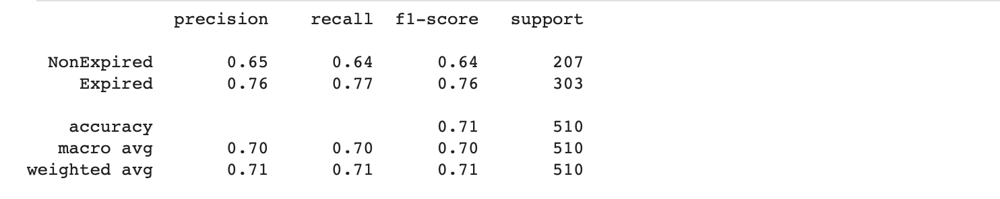 precision recall f1-score support
NonExpired 0.65 0.64 0.64 207
Expired 0.76 0.77 0.76 303
accuracy 0.71 510
macro avg 0.70 0.70 0.70 510
weighted avg 0.71 0.71 0.71 510